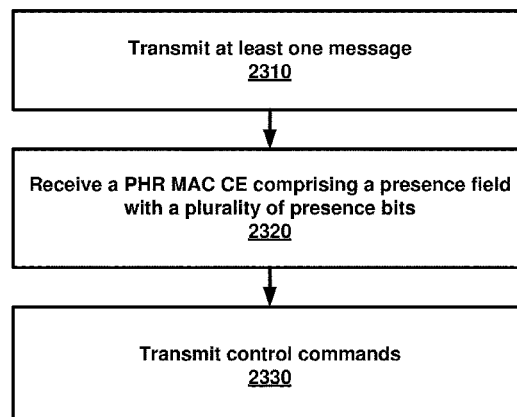 Transmit at least one message
2310
Receive a PHR MAC CE comprising a presence field
with a plurality of presence bits
2320
Transmit control commands
2330